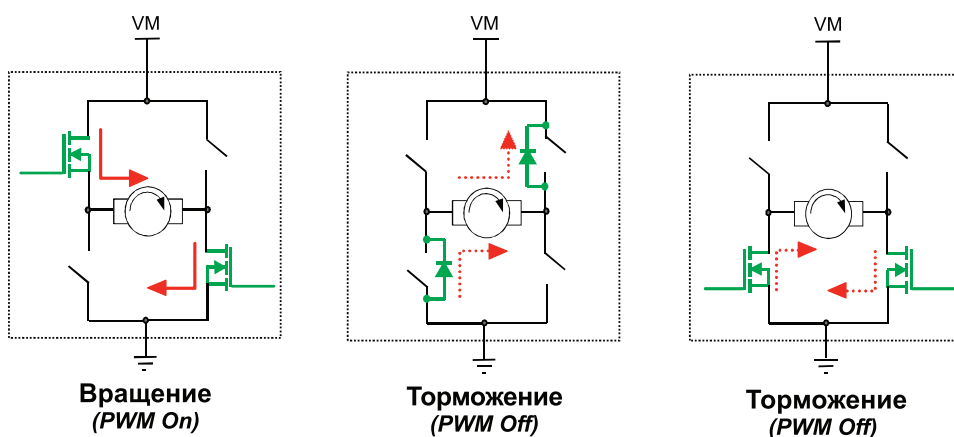 VM
VM
VM
Вращение
(PWM On)
Торможение
(PWM Off)
Торможение
(PWM Off)